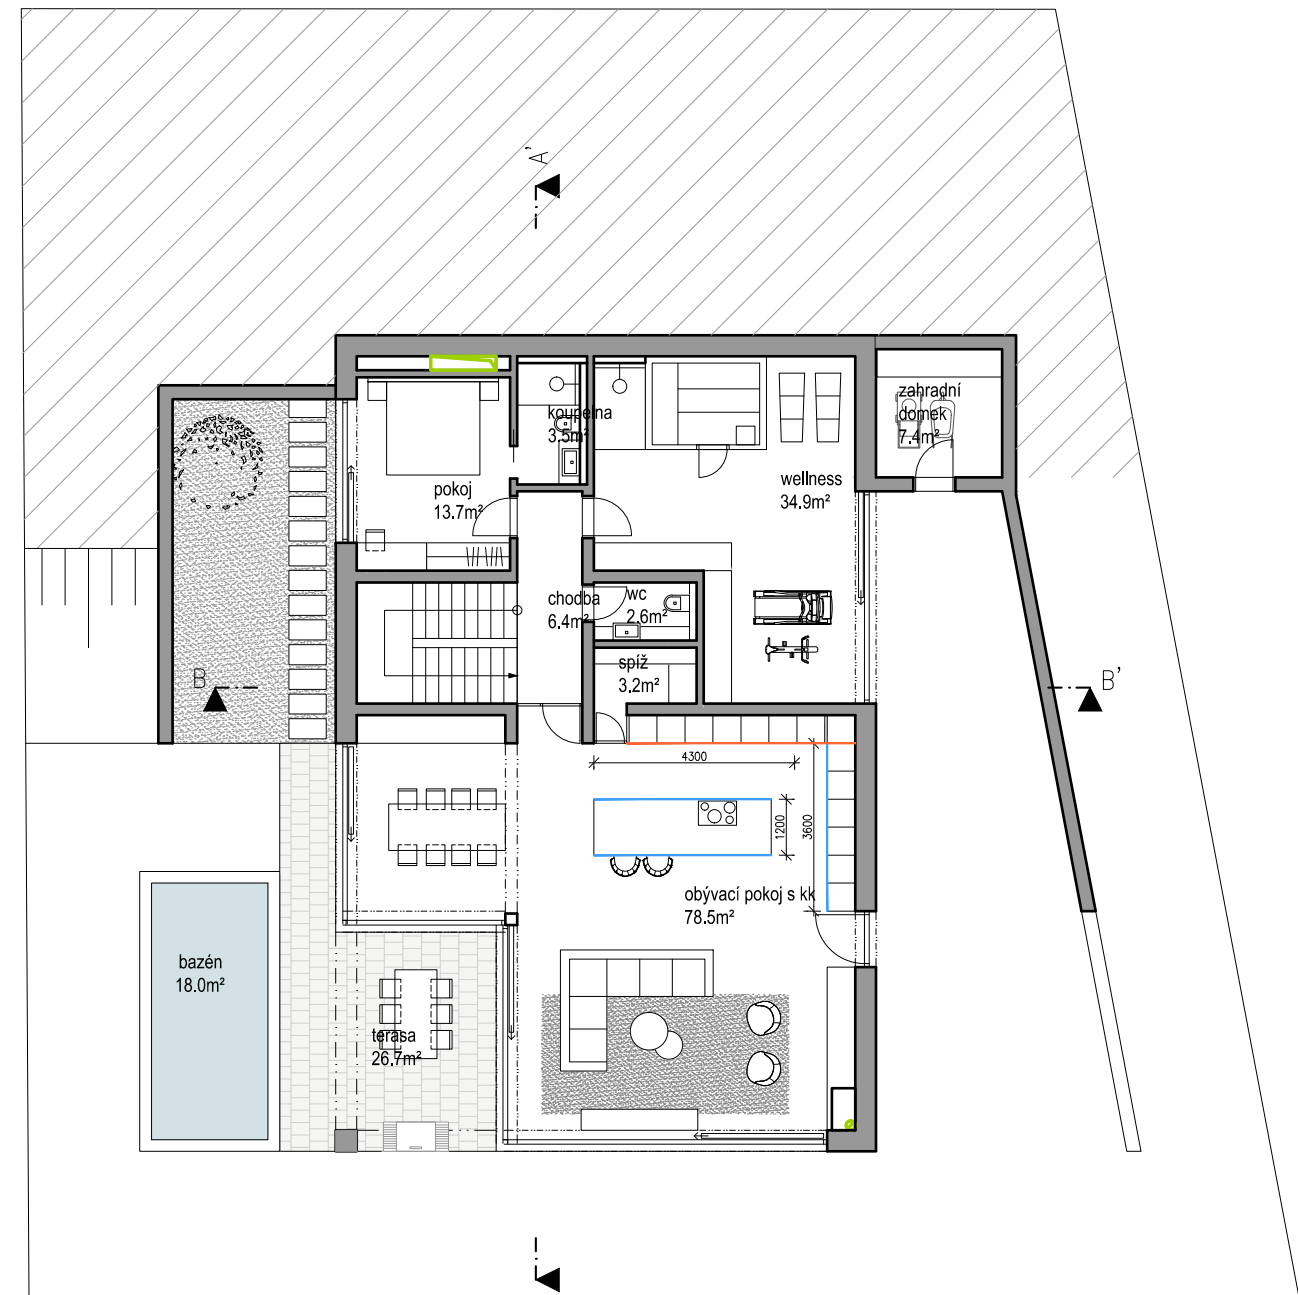 A'
koupelna
3.5m²
zahradní
domek
7.4m²
wellness
34.9m²
pokoj
13.7m²
chodba
6.4m²
wc
2.6m²
spíž
3.2m²
B
B'
4300
1200
3600
obývací pokoj s kk
78.5m²
bazén
18.0m²
terasa
26.7m²